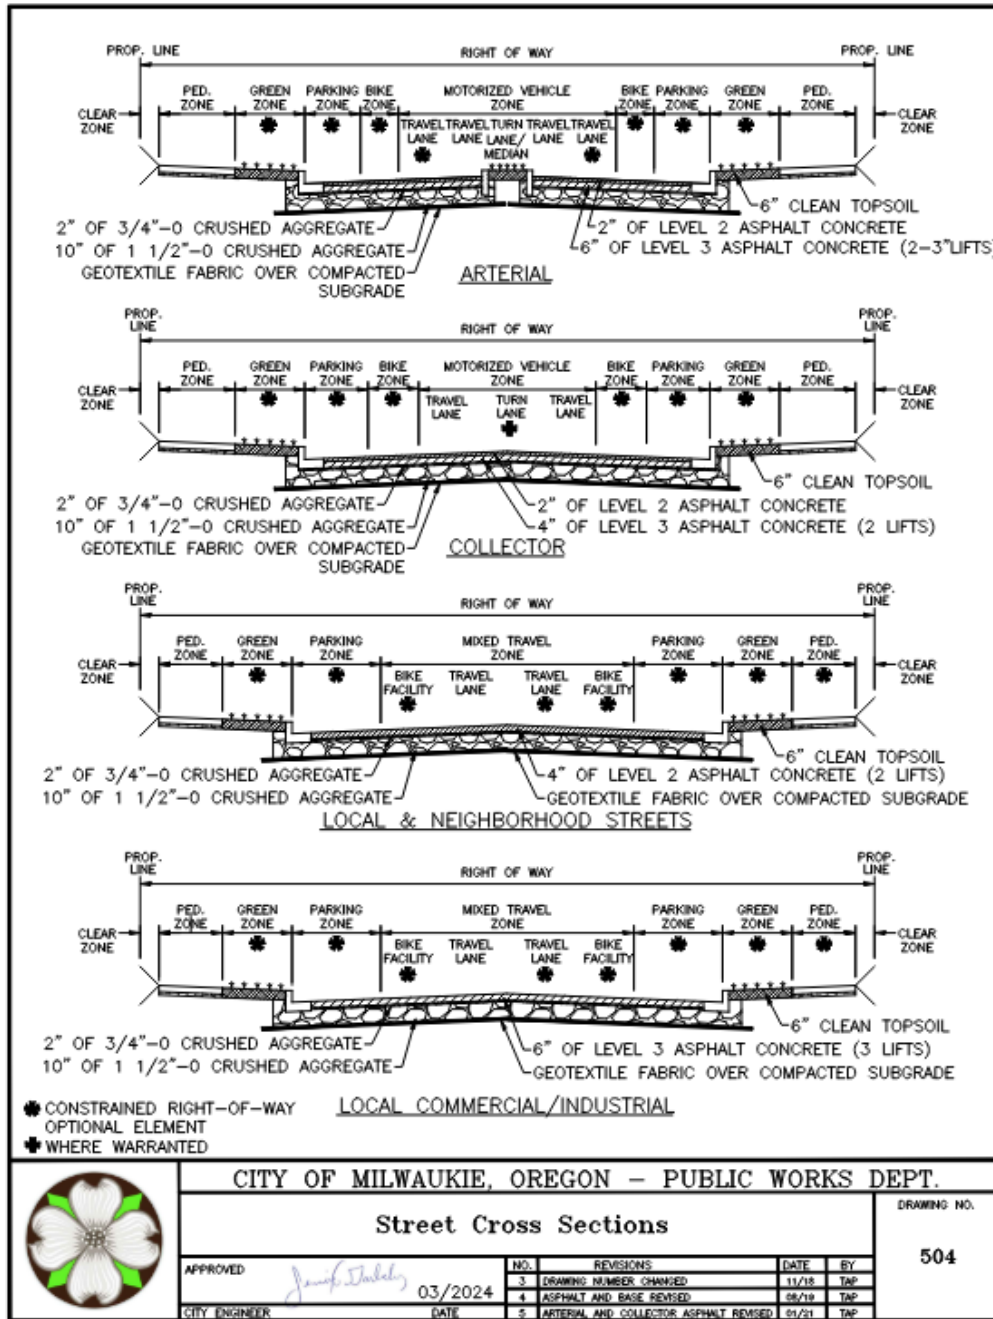 PROP. LINE RIGHT OF WAY PROP. LINE
CLEAR ZONE
PED. ZONE
GREEN ZONE
PARKING ZONE
BIKE ZONE
MOTORIZED VEHICLE ZONE
BIKE ZONE
PARKING ZONE
GREEN ZONE
PED. ZONE
CLEAR ZONE
TRAVEL LANE
TRAVEL LANE
TURN LANE/ MEDIAN
TRAVEL LANE
TRAVEL LANE
2" OF 3/4"-0 CRUSHED AGGREGATE
10" OF 1 1/2"-0 CRUSHED AGGREGATE
GEOTEXTILE FABRIC OVER COMPACTED
SUBGRADE
6" CLEAN TOPSOIL
2" OF LEVEL 2 ASPHALT CONCRETE
6" OF LEVEL 3 ASPHALT CONCRETE (2-3"LIFTS)
ARTERIAL
PROP. LINE
RIGHT OF WAY
PROP. LINE
CLEAR ZONE
PED. ZONE
GREEN ZONE
PARKING ZONE
BIKE ZONE
MOTORIZED VEHICLE ZONE
BIKE ZONE
PARKING ZONE
GREEN ZONE
PED. ZONE
CLEAR ZONE
TRAVEL LANE
TURN LANE
TRAVEL LANE
2" OF 3/4"-0 CRUSHED AGGREGATE
10" OF 1 1/2"-0 CRUSHED AGGREGATE
GEOTEXTILE FABRIC OVER COMPACTED
SUBGRADE
6" CLEAN TOPSOIL
2" OF LEVEL 2 ASPHALT CONCRETE
4" OF LEVEL 3 ASPHALT CONCRETE (2 LIFTS)
COLLECTOR
PROP. LINE
RIGHT OF WAY
PROP. LINE
CLEAR ZONE
PED. ZONE
GREEN ZONE
PARKING ZONE
MIXED TRAVEL ZONE
PARKING ZONE
GREEN ZONE
PED. ZONE
CLEAR ZONE
BIKE FACILITY
TRAVEL LANE
TRAVEL LANE
BIKE FACILITY
2" OF 3/4"-0 CRUSHED AGGREGATE
10" OF 1 1/2"-0 CRUSHED AGGREGATE
6" CLEAN TOPSOIL
4" OF LEVEL 2 ASPHALT CONCRETE (2 LIFTS)
GEOTEXTILE FABRIC OVER COMPACTED SUBGRADE
LOCAL & NEIGHBORHOOD STREETS
PROP. LINE
RIGHT OF WAY
PROP. LINE
CLEAR ZONE
PED. ZONE
GREEN ZONE
PARKING ZONE
MIXED TRAVEL ZONE
PARKING ZONE
GREEN ZONE
PED. ZONE
CLEAR ZONE
BIKE FACILITY
TRAVEL LANE
TRAVEL LANE
BIKE FACILITY
2" OF 3/4"-0 CRUSHED AGGREGATE
10" OF 1 1/2"-0 CRUSHED AGGREGATE
6" CLEAN TOPSOIL
6" OF LEVEL 3 ASPHALT CONCRETE (3 LIFTS)
GEOTEXTILE FABRIC OVER COMPACTED SUBGRADE
LOCAL COMMERCIAL/INDUSTRIAL
CONSTRAINED RIGHT-OF-WAY
OPTIONAL ELEMENT
WHERE WARRANTED
CITY OF MILWAUKIE, OREGON - PUBLIC WORKS DEPT.
Street Cross Sections
DRAWING NO.
504
APPROVED
03/2024
CITY ENGINEER DATE
NO. REVISIONS DATE BY
3 DRAWING NUMBER CHANGED 11/18 TAP
4 ASPHALT AND BASE REVISED 08/19 TAP
5 ARTERIAL AND COLLECTOR ASPHALT REVISED 01/21 TAP